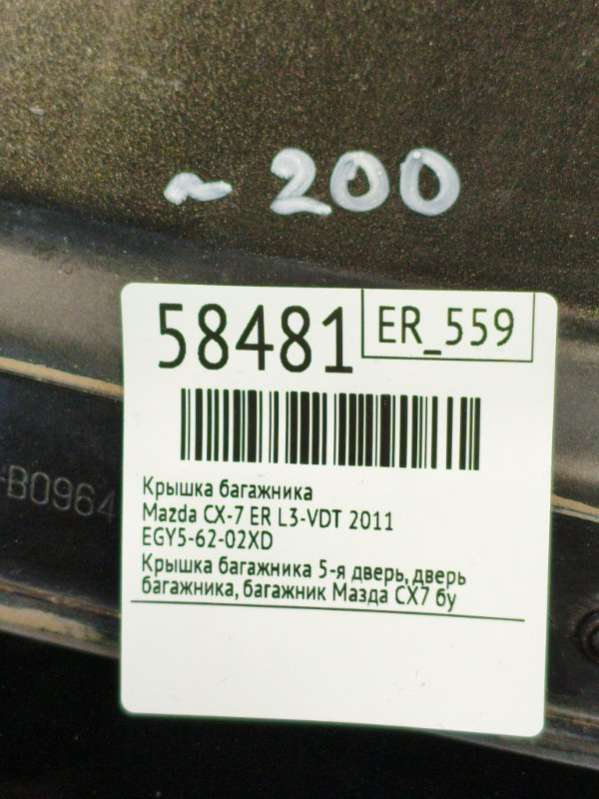 ~ 200
58481
ER_559
B0964
Крышка багажника
Mazda CX-7 ER L3-VDT 2011
EGY5-62-02XD
Крышка багажника 5-я дверь, дверь
багажника, багажник Мазда СХ7 бу